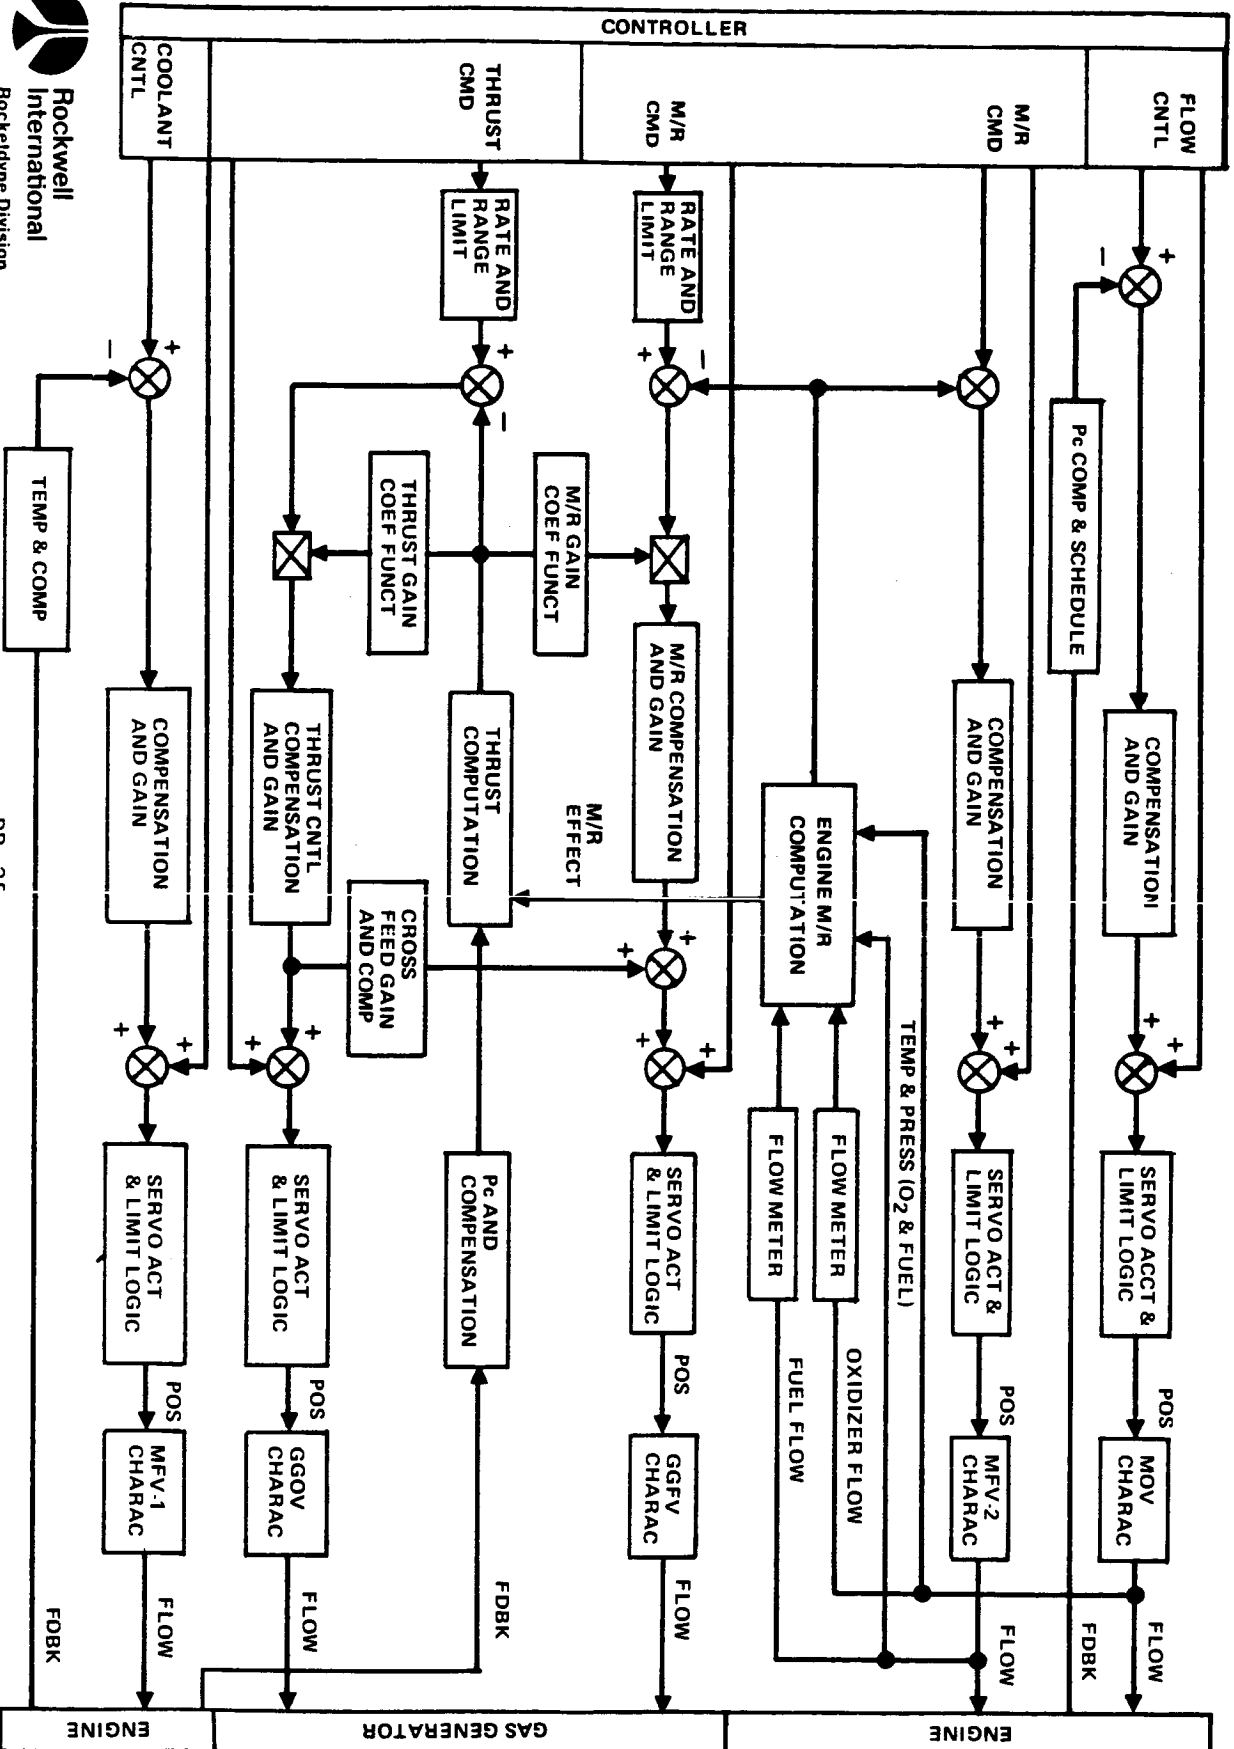 CONTROLLER
FLOW
CNTL
M/R
CMD
M/R
CMD
THRUST
CMD
COOLANT
CNTL
+
−
Pc COMP & SCHEDULE
COMPENSATION
AND GAIN
+
+
SERVO ACCT &
LIMIT LOGIC
POS
MOV
CHARAC
FLOW
FDBK
COMPENSATION
AND GAIN
+
+
SERVO ACT &
LIMIT LOGIC
POS
MFV-2
CHARAC
FLOW
ENGINE
TEMP & PRESS (O2 & FUEL)
ENGINE M/R
COMPUTATION
FLOW METER
OXIDIZER FLOW
FLOW METER
FUEL FLOW
RATE AND
RANGE
LIMIT
−
+
M/R COMPENSATION
AND GAIN
+
+
+
+
SERVO ACT
& LIMIT LOGIC
POS
GGFV
CHARAC
FLOW
M/R GAIN
COEF FUNCT
M/R
EFFECT
RATE AND
RANGE
LIMIT
+
−
THRUST
COMPUTATION
Pc AND
COMPENSATION
FDBK
GAS GENERATOR
THRUST GAIN
COEF FUNCT
CROSS
FEED GAIN
AND COMP
THRUST CNTL
COMPENSATION
AND GAIN
+
+
SERVO ACT
& LIMIT LOGIC
POS
GGOV
CHARAC
FLOW
+
−
COMPENSATION
AND GAIN
+
+
SERVO ACT
& LIMIT LOGIC
POS
MFV-1
CHARAC
FLOW
TEMP & COMP
FDBK
ENGINE
Rockwell
International
Rocketdyne Division